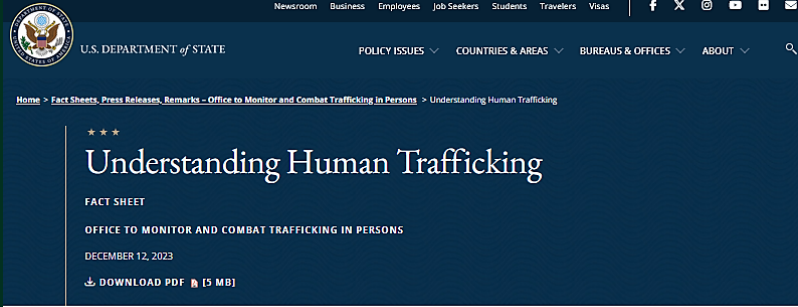 Newsroom Business Employees Job Seekers Students Travelers Visas
U.S. DEPARTMENT of STATE
POLICY ISSUES COUNTRIES & AREAS BUREAUS & OFFICES ABOUT
Home > Fact Sheets, Press Releases, Remarks – Office to Monitor and Combat Trafficking in Persons > Understanding Human Trafficking
Understanding Human Trafficking
FACT SHEET
OFFICE TO MONITOR AND COMBAT TRAFFICKING IN PERSONS
DECEMBER 12, 2023
DOWNLOAD PDF [5 MB]